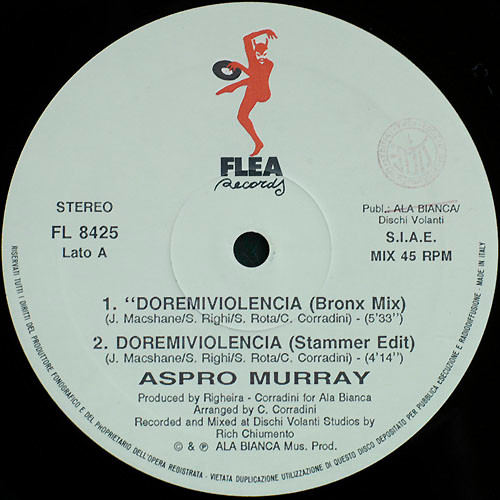 FLEA
Records
STEREO
FL 8425
Lato A
Publ.: ALA BIANCA/
Dischi Volanti
S.I.A.E.
MIX 45 RPM
1. “DOREMIVIOLENCIA (Bronx Mix)
(J. Macshane/S. Righi/S. Rota/C. Corradini) - (5'33'')
2. DOREMIVIOLENCIA (Stammer Edit)
(J. Macshane/S. Righi/S. Rota/C. Corradini) - (4'14'')
ASPRO MURRAY
Produced by Righeira - Corradini for Ala Bianca
Arranged by C. Corradini
Recorded and Mixed at Dischi Volanti Studios by
Rich Chiumento
© & ℗ ALA BIANCA Mus. Prod.
RISERVATI TUTTI I DIRITTI DEL PRODUTTORE FONOGRAFICO E DEL PROPRIETARIO DELL'OPERA REGISTRATA - VIETATA DUPLICAZIONE UTILIZZAZIONE DI QUESTO DISCO DEPOSITATO PER PUBBLICA ESECUZIONE E RADIODIFFUSIONE - MADE IN ITALY